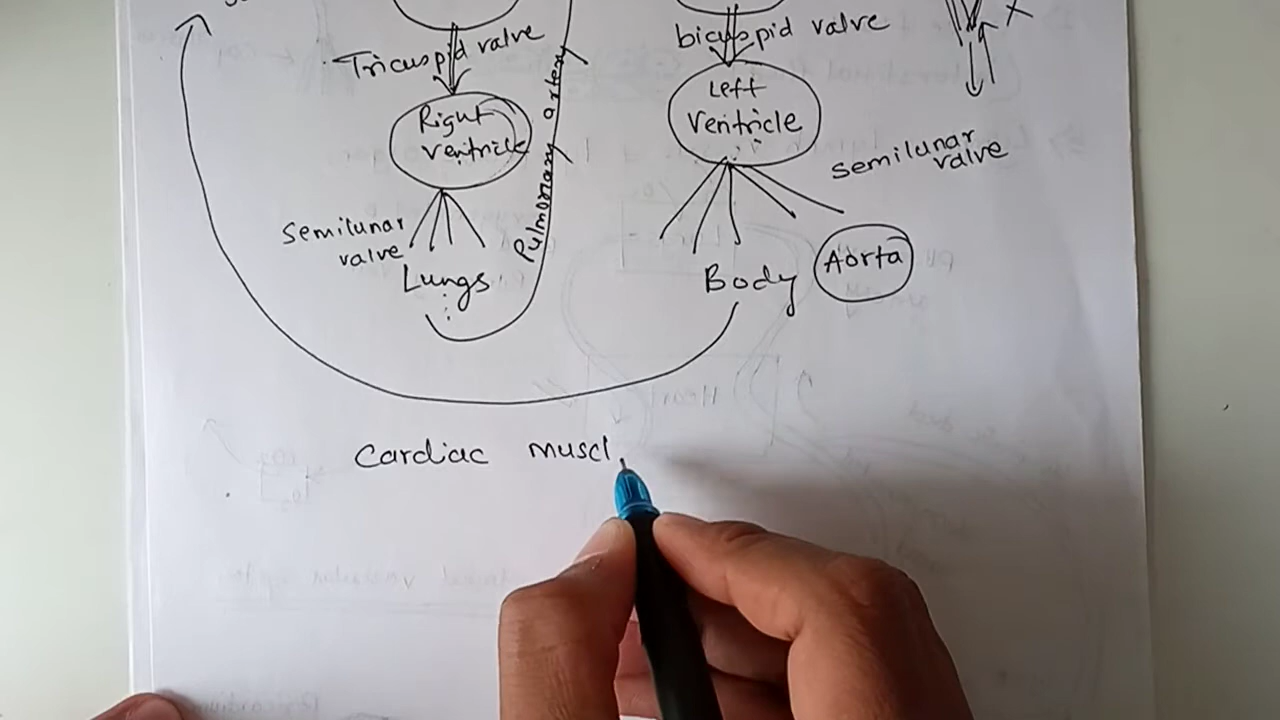 Tricuspid valve
bicuspid valve
Right
ventricle
Pulmonary artery
Left
ventricle
semilunar
valve
Semilunar
valve
Lungs
Body
Aorta
Cardiac muscl